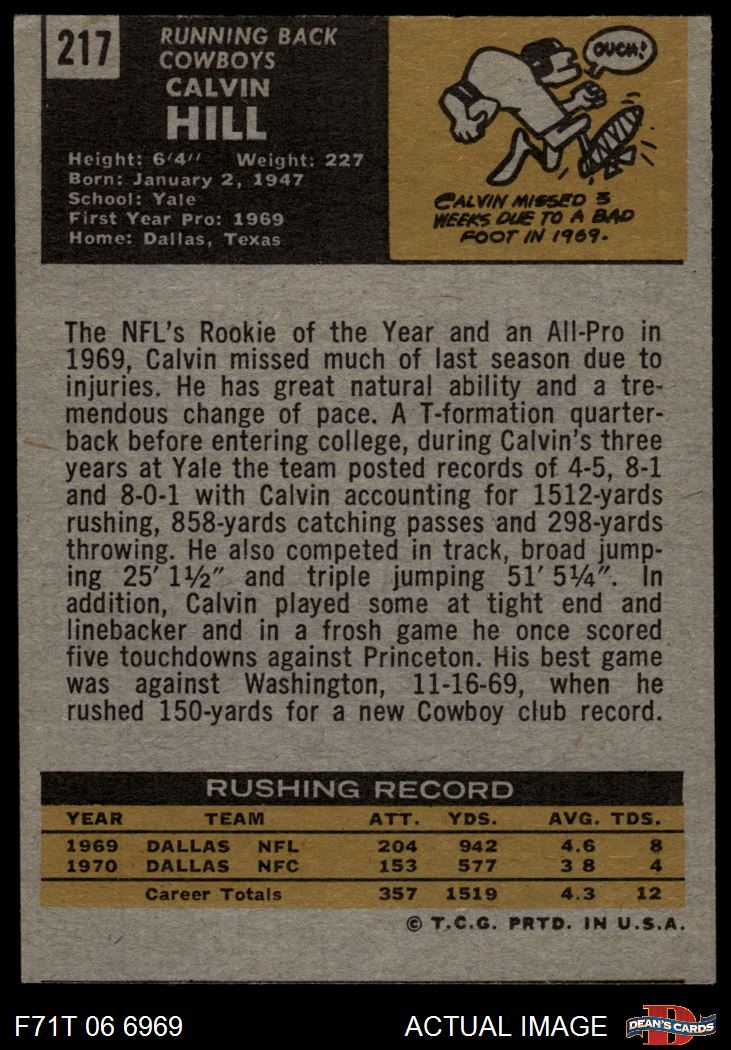 217
RUNNING BACK
COWBOYS
CALVIN
HILL
Height: 6'4" Weight: 227
Born: January 2, 1947
School: Yale
First Year Pro: 1969
Home: Dallas, Texas
OUCH!
CALVIN MISSED 3
WEEKS DUE TO A BAD
FOOT IN 1969.
The NFL's Rookie of the Year and an All-Pro in
1969, Calvin missed much of last season due to
injuries. He has great natural ability and a tre-
mendous change of pace. A T-formation quarter-
back before entering college, during Calvin's three
years at Yale the team posted records of 4-5, 8-1
and 8-0-1 with Calvin accounting for 1512-yards
rushing, 858-yards catching passes and 298-yards
throwing. He also competed in track, broad jump-
ing 25' 1½" and triple jumping 51' 5¼". In
addition, Calvin played some at tight end and
linebacker and in a frosh game he once scored
five touchdowns against Princeton. His best game
was against Washington, 11-16-69, when he
rushed 150-yards for a new Cowboy club record.
RUSHING RECORD
YEAR TEAM ATT. YDS. AVG. TDS.
1969 DALLAS NFL 204 942 4.6 8
1970 DALLAS NFC 153 577 3 8 4
Career Totals 357 1519 4.3 12
© T.C.G. PRTD. IN U.S.A.
F71T 06 6969 ACTUAL IMAGE
D
DEAN'S CARDS